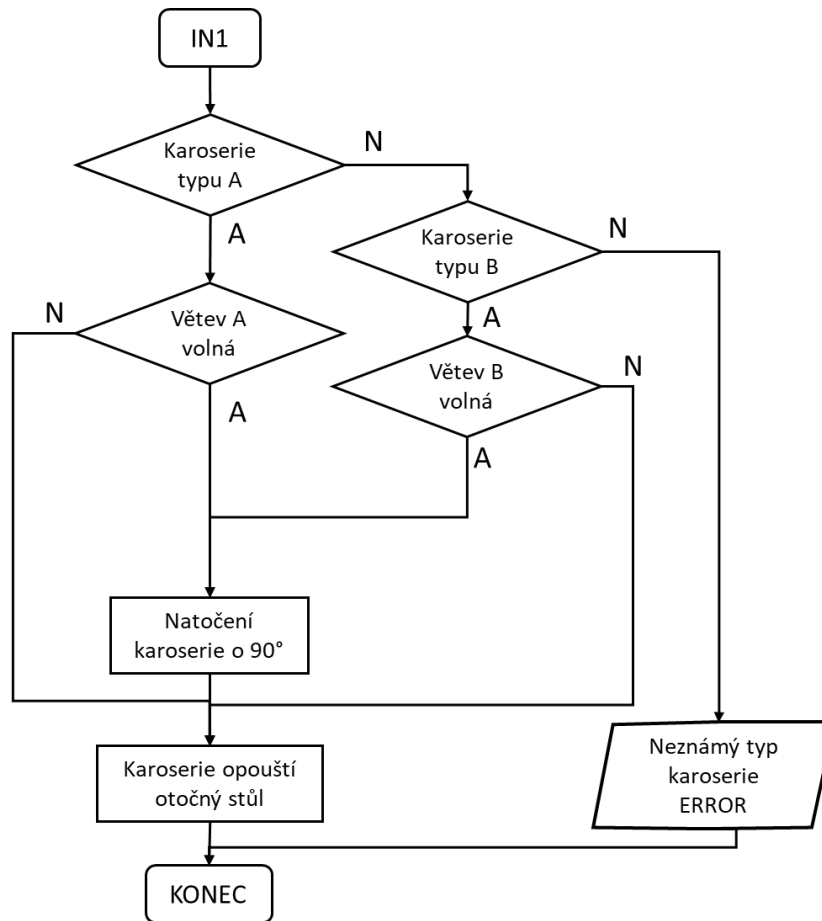 IN1
Karoserie
typu A
N
A
Karoserie
typu B
N
A
N
Větev A
volná
A
Větev B
volná
N
A
Natočení
karoserie o 90°
Karoserie opouští
otočný stůl
Neznámý typ
karoserie
ERROR
KONEC